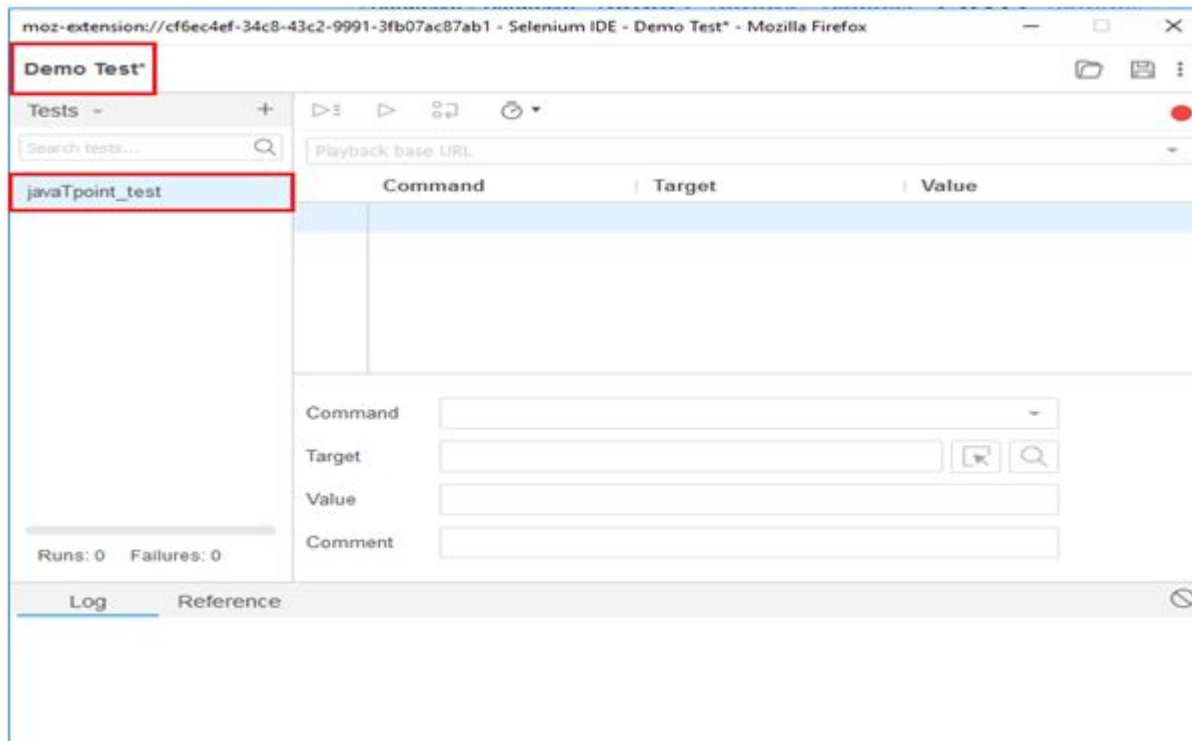 moz-extension://cf6ec4ef-34c8-43c2-9991-3fb07ac87ab1 - Selenium IDE - Demo Test* - Mozilla Firefox
Demo Test*
Tests
Search tests...
Playback base URL
Command Target Value
javaTpoint_test
Command
Target
Value
Comment
Runs: 0 Failures: 0
Log Reference